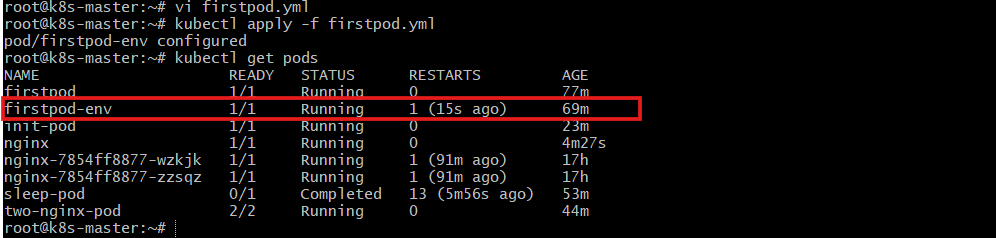 root@k8s-master:~# vi firstpod.yml
root@k8s-master:~# kubectl apply -f firstpod.yml
pod/firstpod-env configured
root@k8s-master:~# kubectl get pods
NAME READY STATUS RESTARTS AGE
firstpod 1/1 Running 0 77m
firstpod-env 1/1 Running 1 (15s ago) 69m
init-pod 1/1 Running 0 23m
nginx 1/1 Running 0 4m27s
nginx-7854ff8877-wzkjk 1/1 Running 1 (91m ago) 17h
nginx-7854ff8877-zzsqz 1/1 Running 1 (91m ago) 17h
sleep-pod 0/1 Completed 13 (5m56s ago) 53m
two-nginx-pod 2/2 Running 0 44m
root@k8s-master:~#